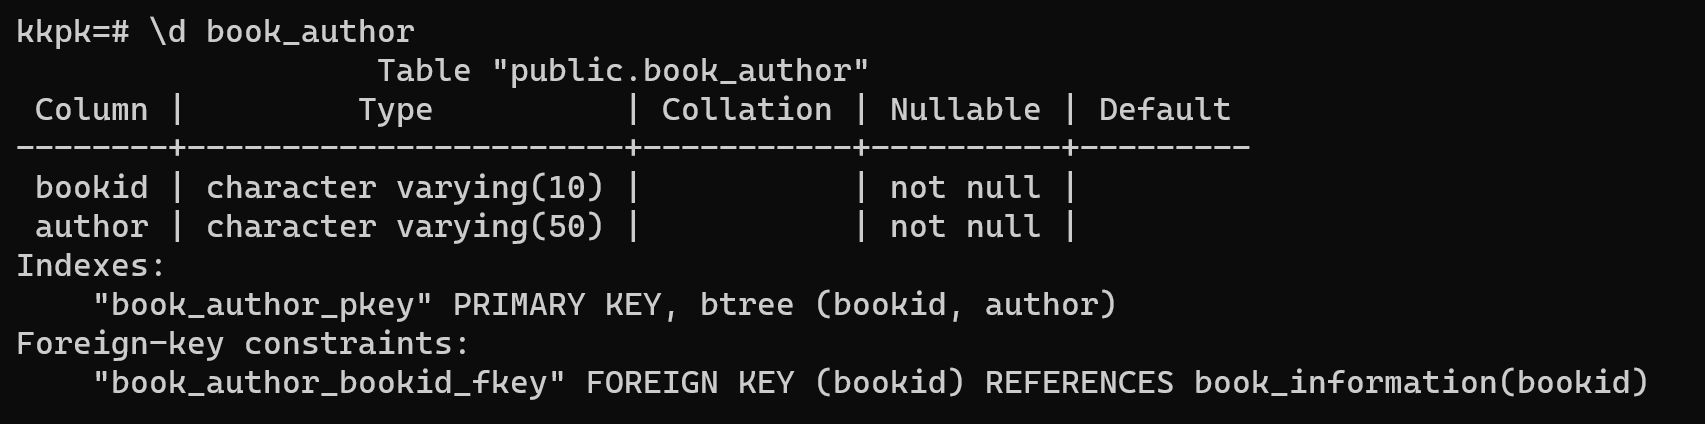 kkpk=# \d book_author
                   Table "public.book_author"
 Column |         Type          | Collation | Nullable | Default
--------+-----------------------+-----------+----------+---------
 bookid | character varying(10) |           | not null |
 author | character varying(50) |           | not null |
Indexes:
    "book_author_pkey" PRIMARY KEY, btree (bookid, author)
Foreign-key constraints:
    "book_author_bookid_fkey" FOREIGN KEY (bookid) REFERENCES book_information(bookid)